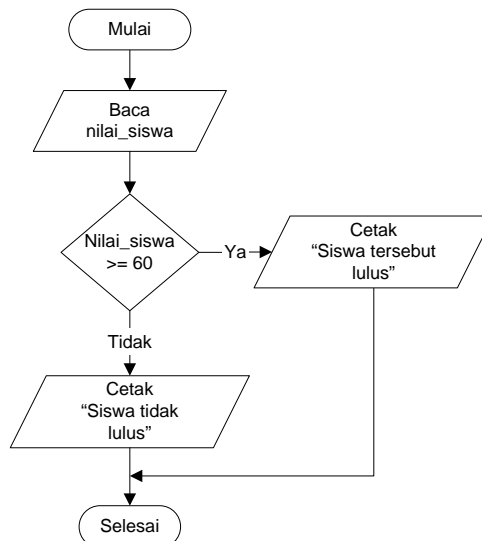 Mulai
Baca
nilai_siswa
Nilai_siswa
>= 60
Ya
Cetak
“Siswa tersebut
lulus”
Tidak
Cetak
“Siswa tidak
lulus”
Selesai